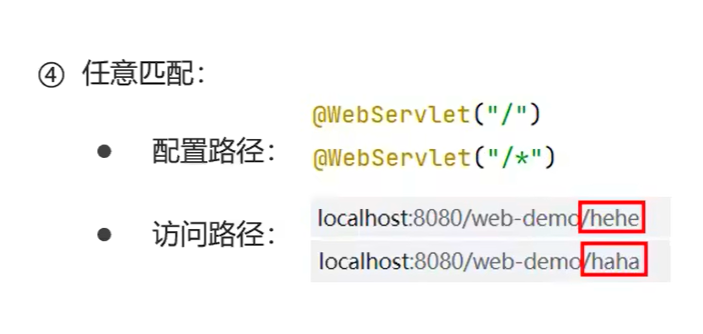 ④ 任意匹配：
@WebServlet("/")
● 配置路径：
@WebServlet("/*")
● 访问路径：
localhost:8080/web-demo/hehe
localhost:8080/web-demo/haha